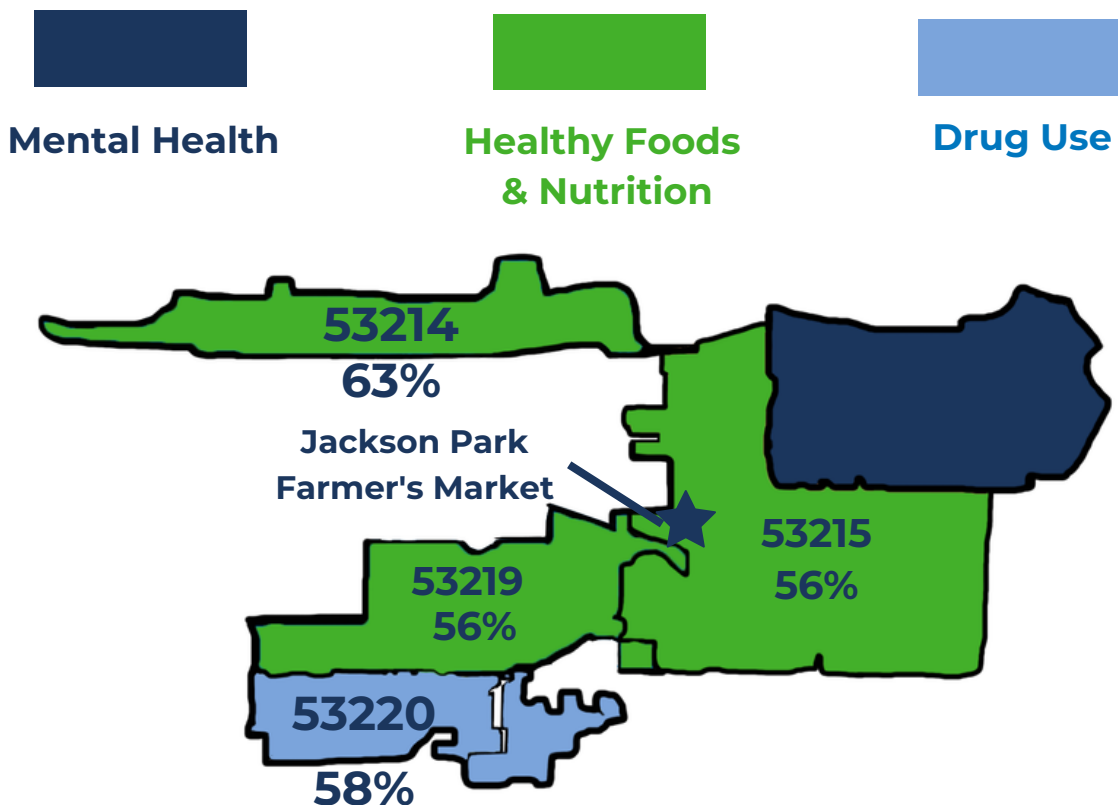 Mental Health
Healthy Foods
& Nutrition
Drug Use
53214
63%
Jackson Park
Farmer's Market
53215
56%
53219
56%
53220
58%